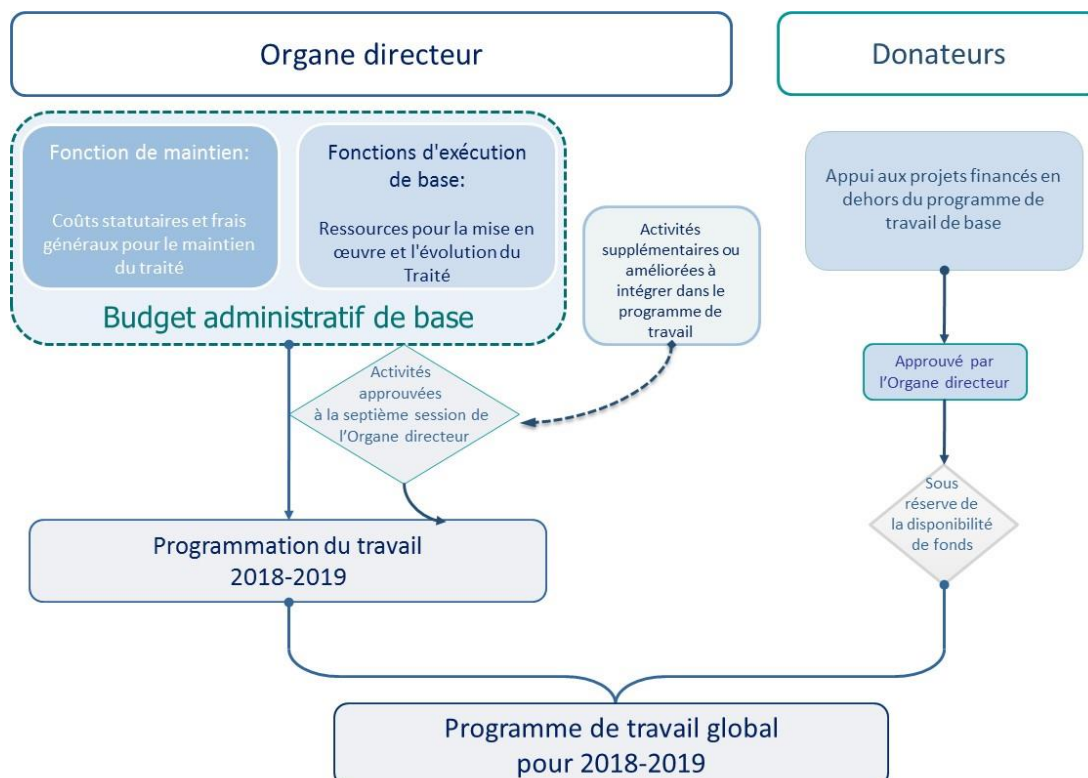 Organe directeur
Donateurs
Fonction de maintien:
Coûts statutaires et frais
généraux pour le maintien
du traité
Fonctions d'exécution
de base:
Ressources pour la mise en
œuvre et l'évolution du
Traité
Budget administratif de base
Activités
supplémentaires ou
améliorées à
intégrer dans le
programme de
travail
Appui aux projets financés en
dehors du programme de
travail de base
Activités
approuvées
à la septième session de
l’Organe directeur
Approuvé par
l’Organe directeur
Sous
réserve de
la disponibilité
de fonds
Programmation du travail
2018-2019
Programme de travail global
pour 2018-2019